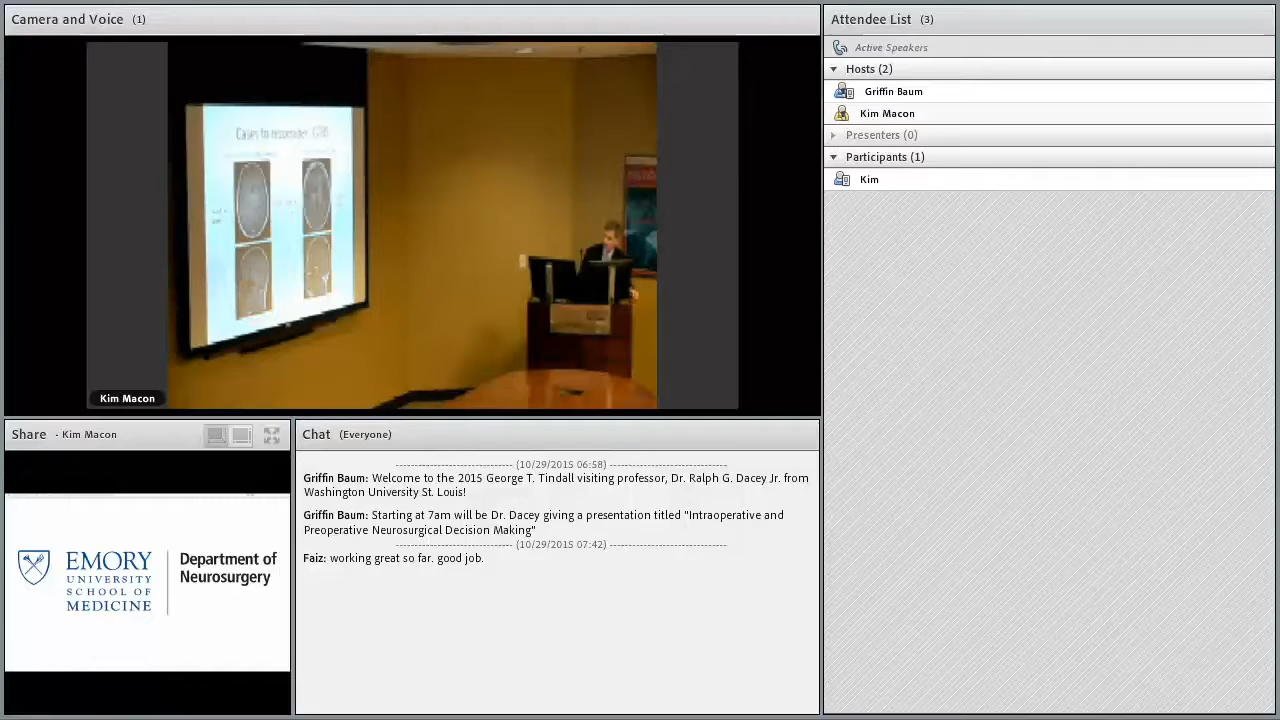 Camera and Voice (1)
Cases to
Kim Macon
Share - Kim Macon
EMORY
UNIVERSITY
SCHOOL OF
MEDICINE
Department of
Neurosurgery
Chat (Everyone)
(10/29/2015 06:58)
Griffin Baum: Welcome to the 2015 George T. Tindall visiting professor, Dr. Ralph G. Dacey Jr. from
Washington University St. Louis!
Griffin Baum: Starting at 7am will be Dr. Dacey giving a presentation titled "Intraoperative and
Preoperative Neurosurgical Decision Making"
(10/29/2015 07:42)
Faiz: working great so far. good job.
Attendee List (3)
Active Speakers
Hosts (2)
Griffin Baum
Kim Macon
Presenters (0)
Participants (1)
Kim